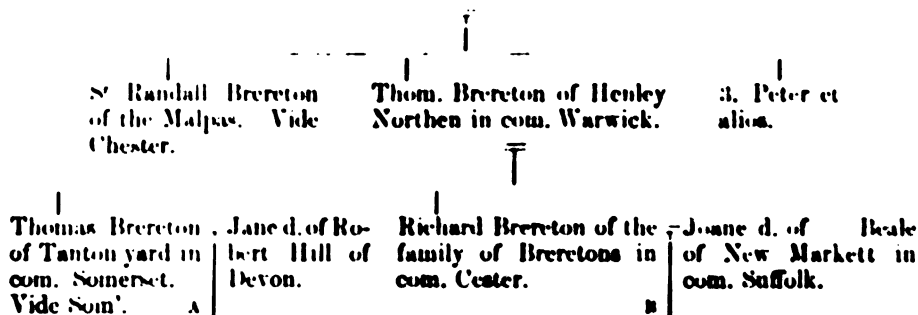 Sr Randall Brereton
of the Malpas. Vide
Chester.
Thom. Brereton of Henley
Northen in com. Warwick.
3. Peter et
alios.
Thomas Brereton
of Tanton yard in
com. Somerset.
Vide Som'. A
Jane d. of Ro-
bert Hill of
Devon.
Richard Brereton of the
family of Breretons in
com. Cester. B
Joane d. of Beale
of New Markett in
com. Suffolk.